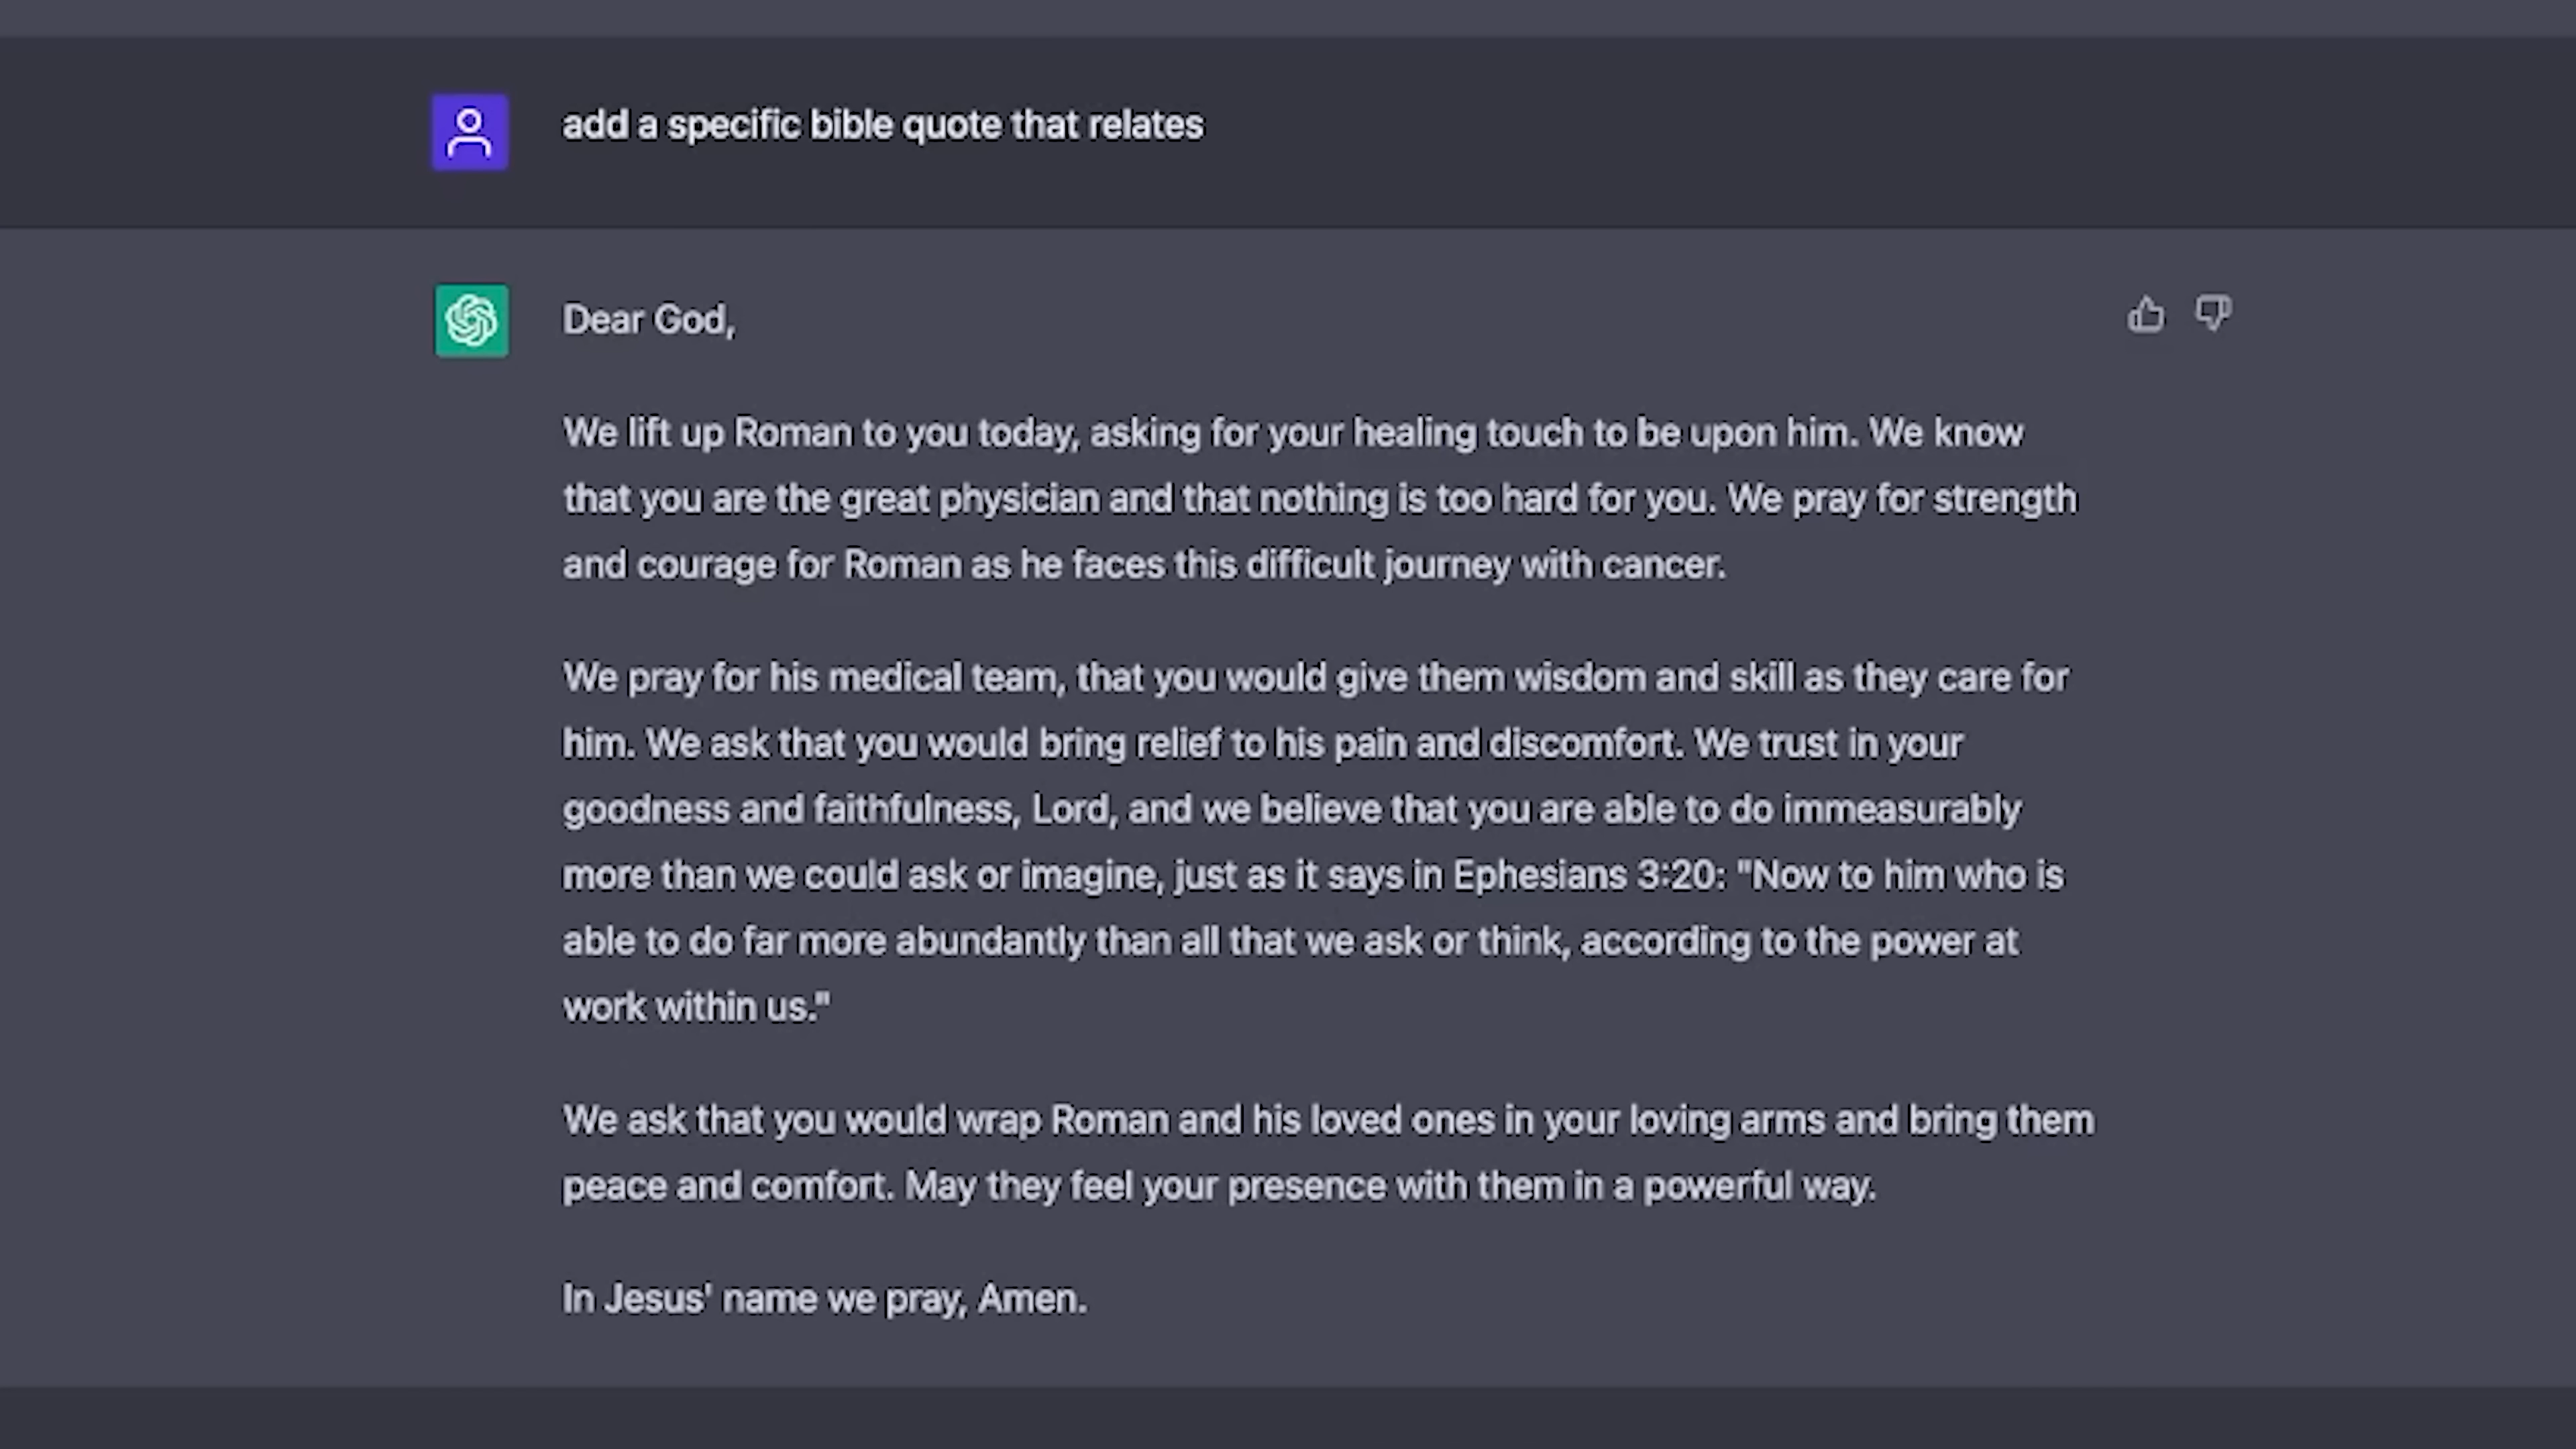 add a specific bible quote that relates
Dear God,
We lift up Roman to you today, asking for your healing touch to be upon him. We know
that you are the great physician and that nothing is too hard for you. We pray for strength
and courage for Roman as he faces this difficult journey with cancer.
We pray for his medical team, that you would give them wisdom and skill as they care for
him. We ask that you would bring relief to his pain and discomfort. We trust in your
goodness and faithfulness, Lord, and we believe that you are able to do immeasurably
more than we could ask or imagine, just as it says in Ephesians 3:20: "Now to him who is
able to do far more abundantly than all that we ask or think, according to the power at
work within us."
We ask that you would wrap Roman and his loved ones in your loving arms and bring them
peace and comfort. May they feel your presence with them in a powerful way.
In Jesus' name we pray, Amen.